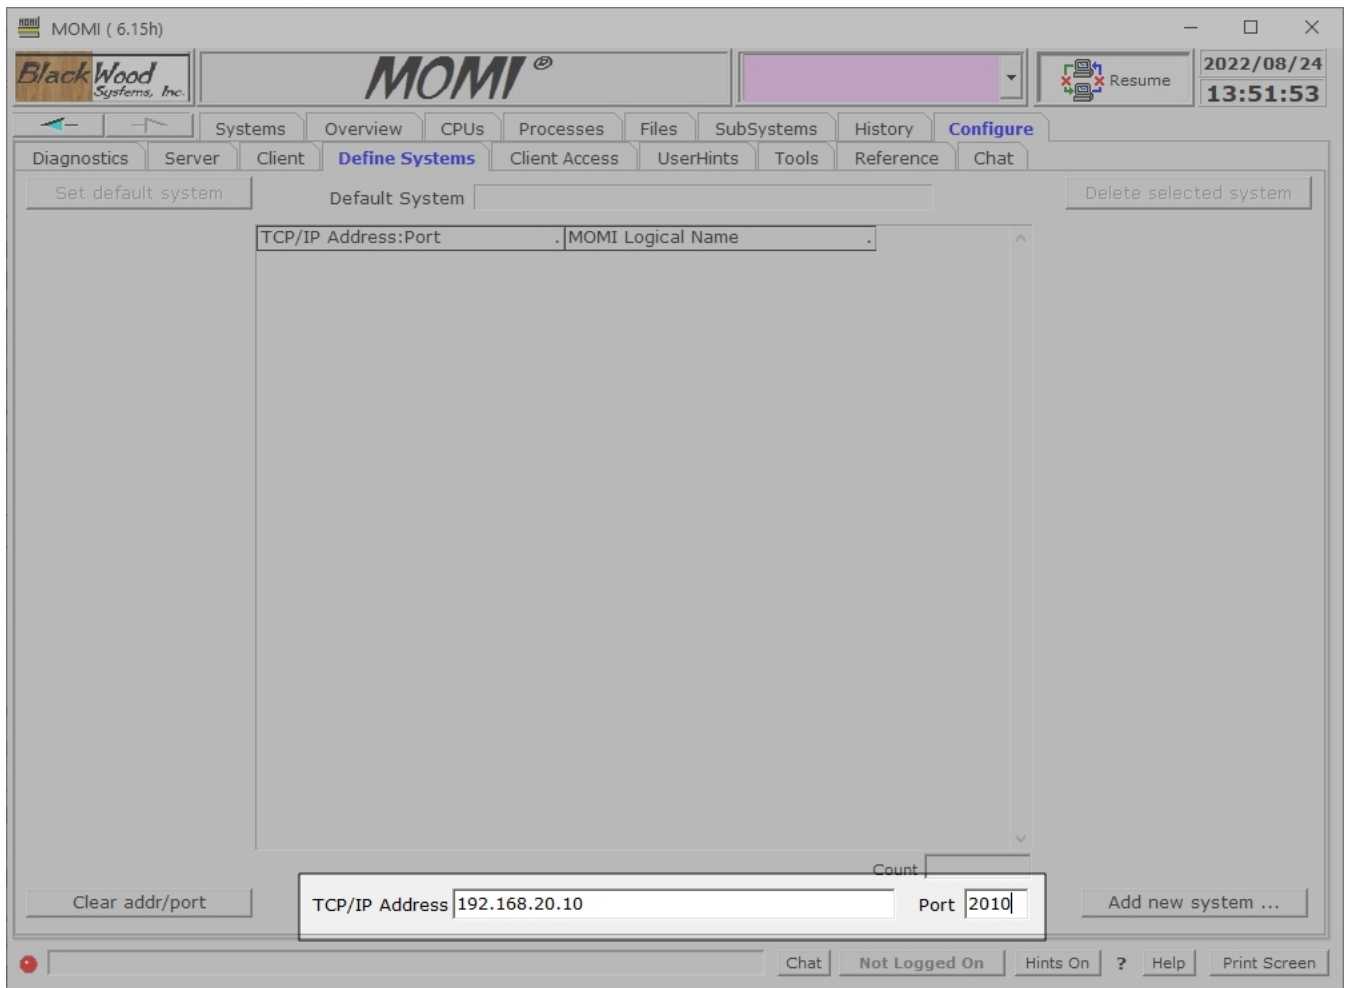 MOMI ( 6.15h)
BlackWood Systems, Inc. MOMI ® Resume 2022/08/24
13:51:53
Systems Overview CPUs Processes Files SubSystems History Configure
Diagnostics Server Client Define Systems Client Access UserHints Tools Reference Chat
Set default system Default System Delete selected system
TCP/IP Address:Port . MOMI Logical Name .
Count
Clear addr/port TCP/IP Address 192.168.20.10 Port 2010 Add new system ...
Chat Not Logged On Hints On ? Help Print Screen